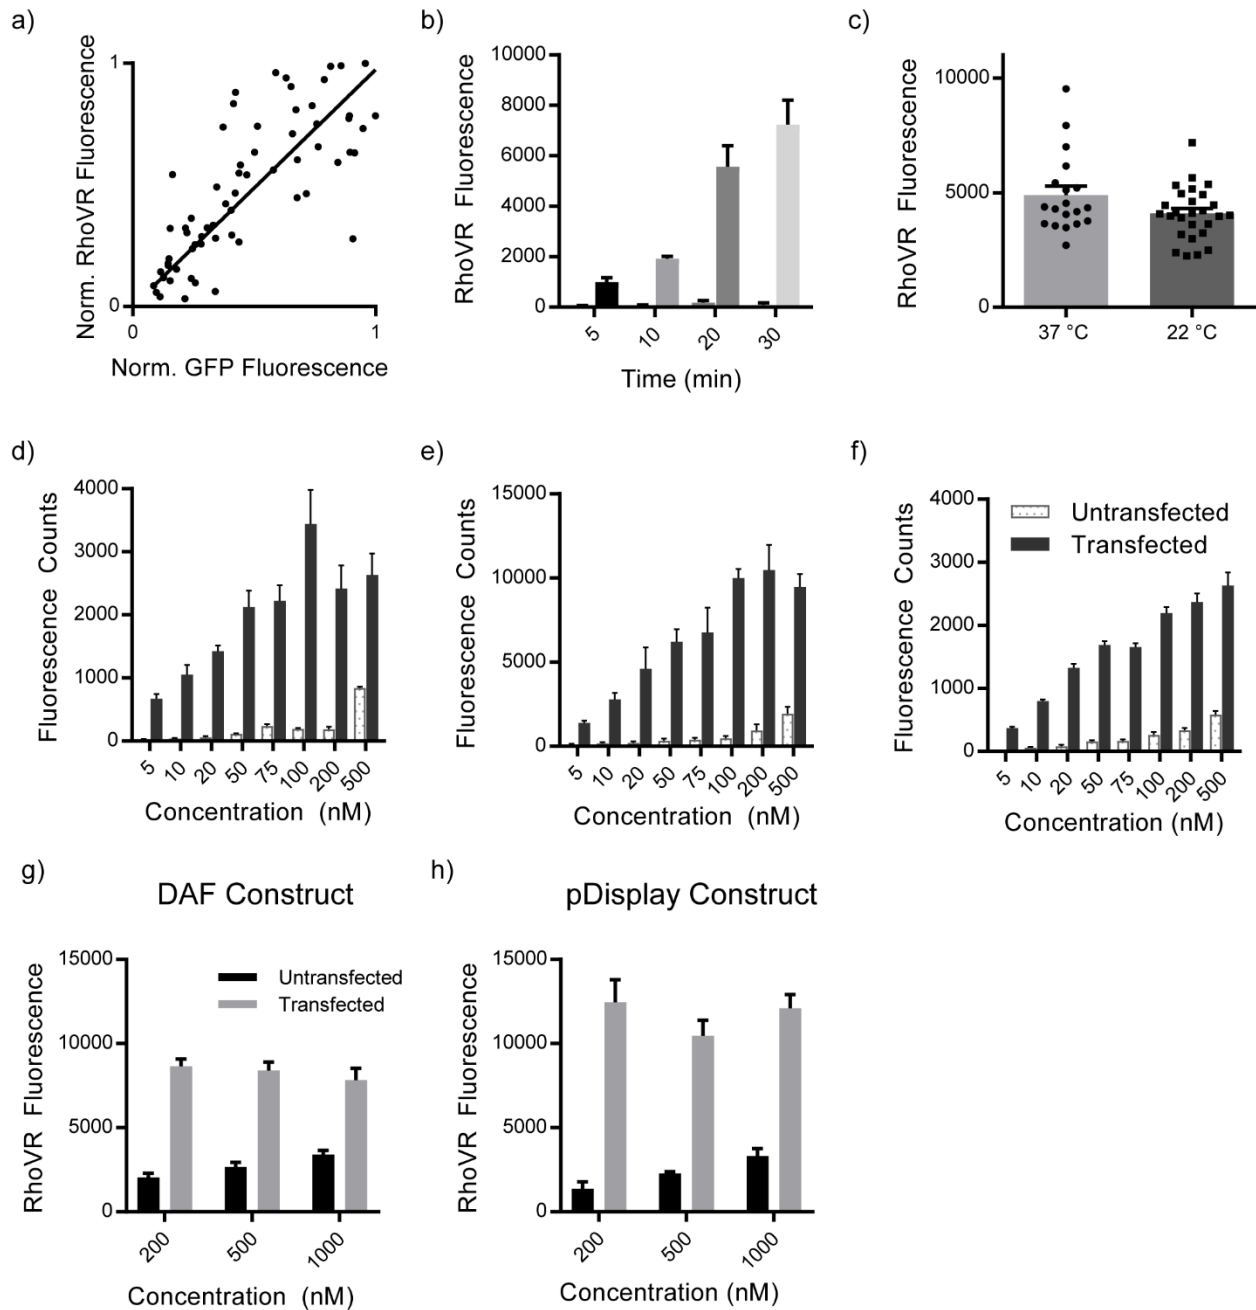 a)
Norm. RhoVR Fluorescence
1
0
0
1
Norm. GFP Fluorescence
b)
RhoVR Fluorescence
10000
8000
6000
4000
2000
0
5
10
20
30
Time (min)
c)
RhoVR Fluorescence
10000
5000
0
37 °C
22 °C
d)
Fluorescence Counts
4000
3000
2000
1000
0
5
10
20
50
75
100
200
500
Concentration (nM)
e)
Fluorescence Counts
15000
10000
5000
0
5
10
20
50
75
100
200
500
Concentration (nM)
f)
Fluorescence Counts
4000
3000
2000
1000
0
Untransfected
Transfected
5
10
20
50
75
100
200
500
Concentration (nM)
g)
DAF Construct
RhoVR Fluorescence
15000
10000
5000
0
Untransfected
Transfected
200
500
1000
Concentration (nM)
h)
pDisplay Construct
RhoVR Fluorescence
15000
10000
5000
0
200
500
1000
Concentration (nM)